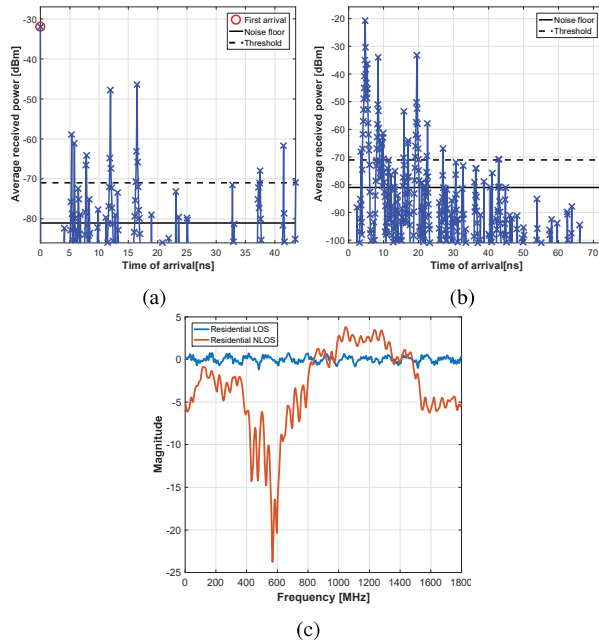 First arrival
Noise floor
Threshold
Average received power [dBm]
-30
-40
-50
-60
-70
-80
0 5 10 15 20 25 30 35 40
Time of arrival[ns]
(a)
Noise floor
Threshold
Average received power [dBm]
-20
-30
-40
-50
-60
-70
-80
-90
-100
0 10 20 30 40 50 60 70
Time of arrival[ns]
(b)
Residential LOS
Residential NLOS
Magnitude
5
0
-5
-10
-15
-20
-25
0 200 400 600 800 1000 1200 1400 1600 1800
Frequency [MHz]
(c)